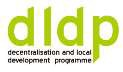 dldp
decentralisation and local
development programme